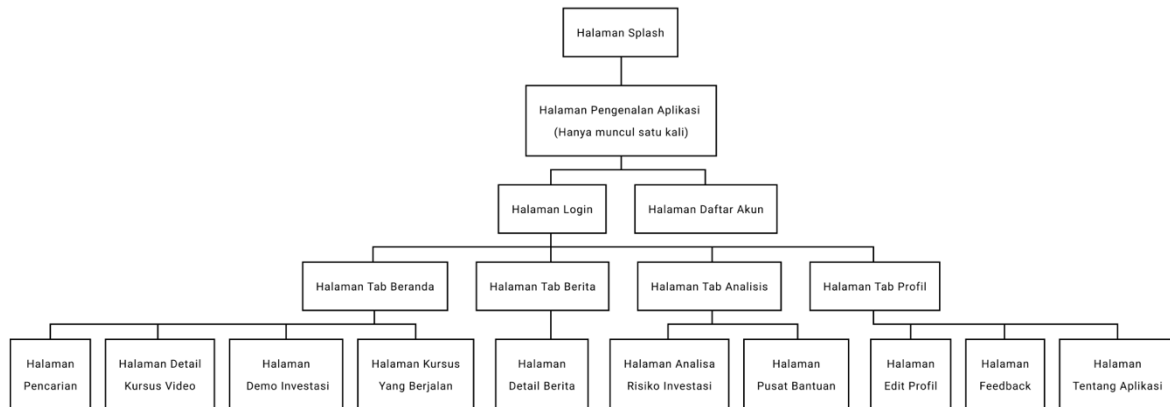 Halaman Splash
Halaman Pengenalan Aplikasi
(Hanya muncul satu kali)
Halaman Login
Halaman Daftar Akun
Halaman Tab Beranda
Halaman Tab Berita
Halaman Tab Analisis
Halaman Tab Profil
Halaman
Pencarian
Halaman Detail
Kursus Video
Halaman
Demo Investasi
Halaman Kursus
Yang Berjalan
Halaman
Detail Berita
Halaman Analisa
Risiko Investasi
Halaman
Pusat Bantuan
Halaman
Edit Profil
Halaman
Feedback
Halaman
Tentang Aplikasi